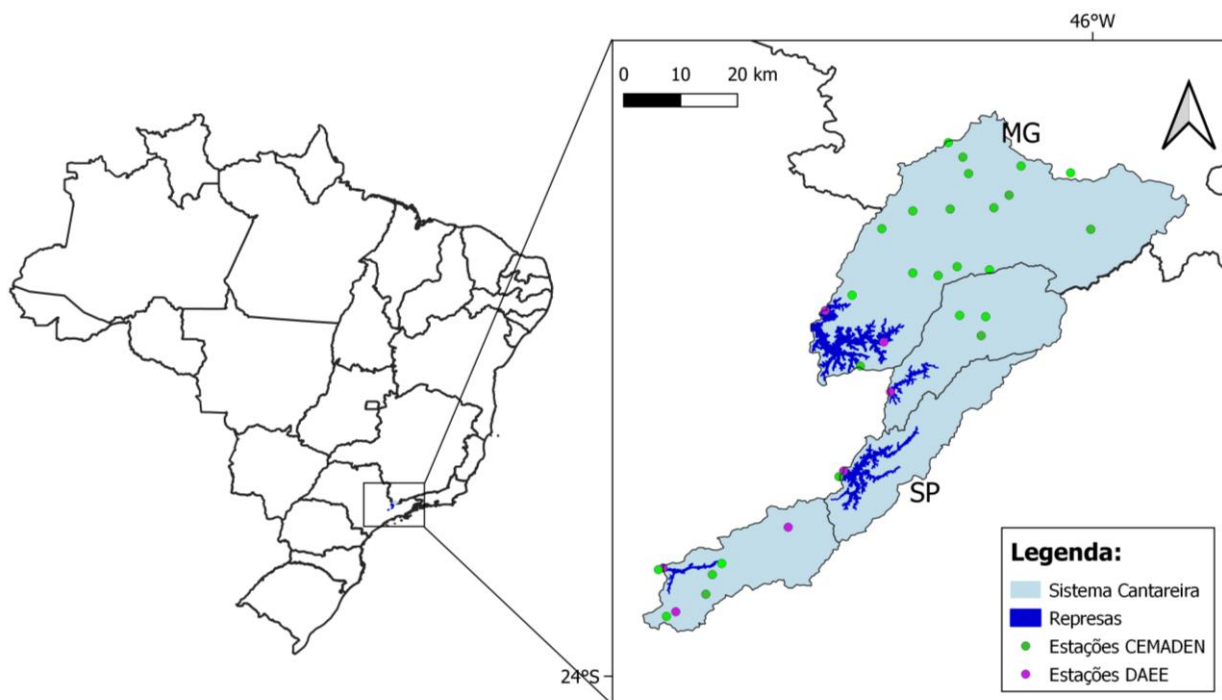 46°W
0 10 20 km
MG
SP
Legenda:
Sistema Cantareira
Represas
Estações CEMADEN
Estações DAEE
24°S